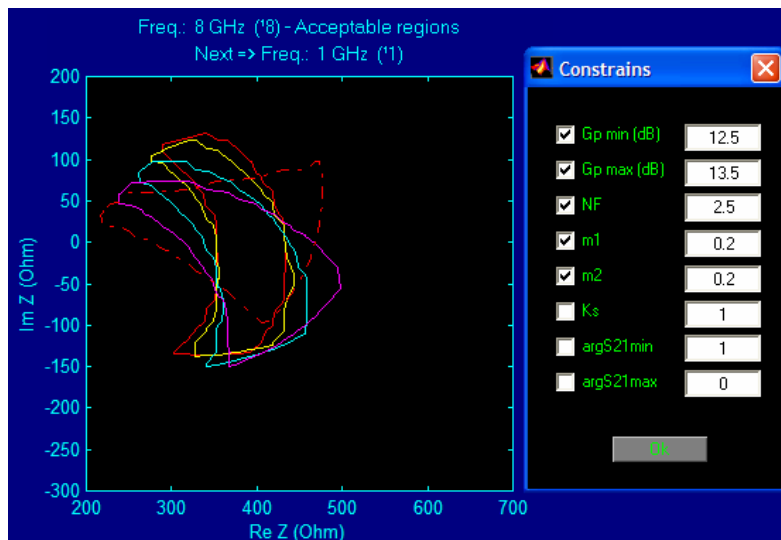 Freq.: 8 GHz ('8) - Acceptable regions
Next => Freq.: 1 GHz ('1)
200
150
100
50
0
-50
-100
-150
-200
-250
-300
200
300
400
500
600
700
Im Z (Ohm)
Re Z (Ohm)
Constrains
Gp min (dB) 12.5
Gp max (dB) 13.5
NF 2.5
m1 0.2
m2 0.2
Ks 1
argS21min 1
argS21max 0
Ok